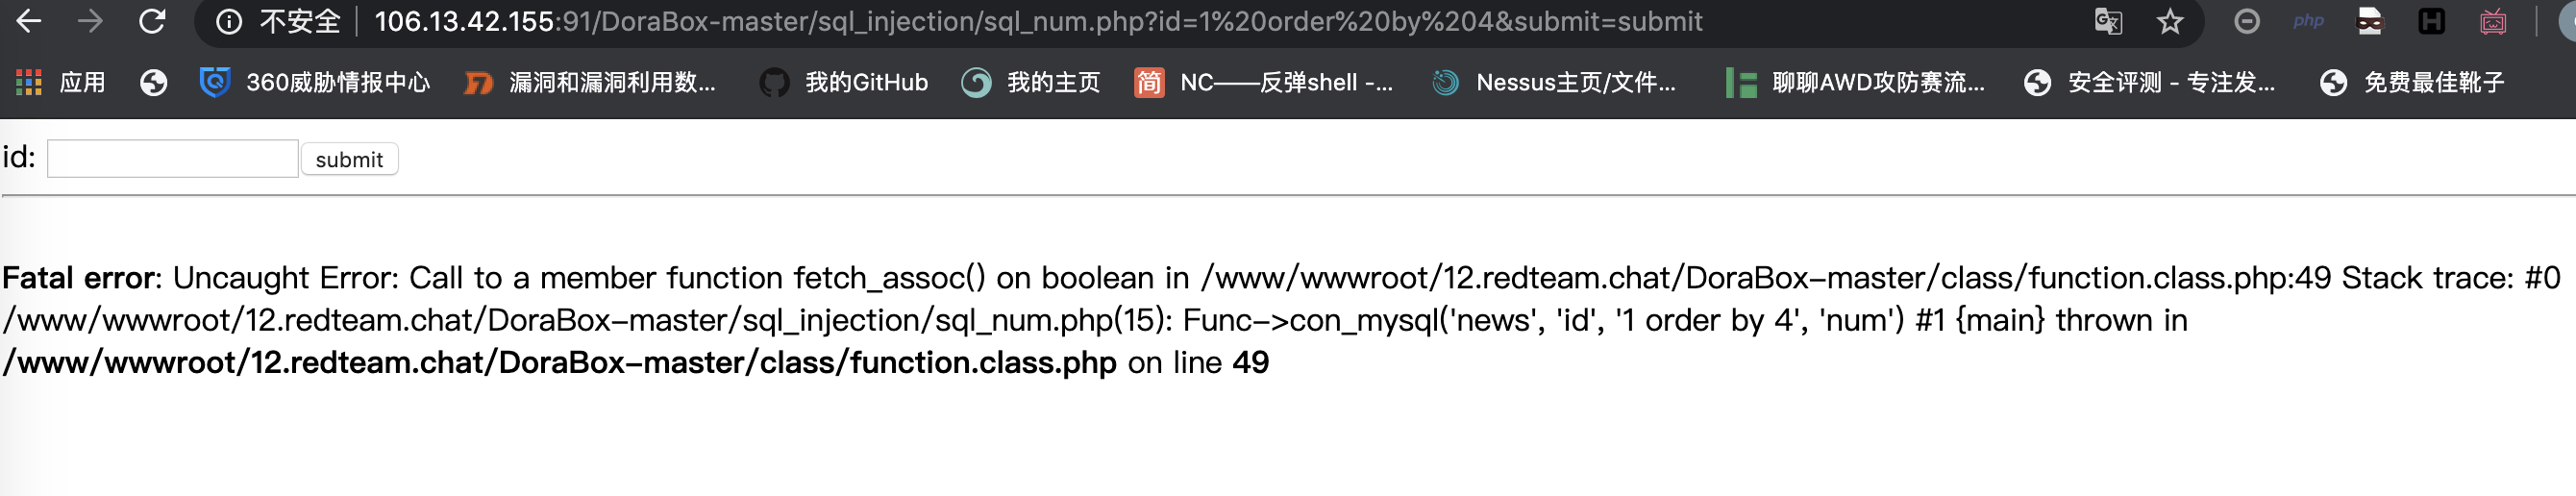 不安全 106.13.42.155:91/DoraBox-master/sql_injection/sql_num.php?id=1%20order%20by%204&submit=submit php
应用 360威胁情报中心 漏洞和漏洞利用数... 我的GitHub 我的主页 简 NC——反弹shell -... Nessus主页/文件... 聊聊AWD攻防赛流... 安全评测 - 专注发... 免费最佳靴子
id: submit
Fatal error: Uncaught Error: Call to a member function fetch_assoc() on boolean in /www/wwwroot/12.redteam.chat/DoraBox-master/class/function.class.php:49 Stack trace: #0
/www/wwwroot/12.redteam.chat/DoraBox-master/sql_injection/sql_num.php(15): Func->con_mysql('news', 'id', '1 order by 4', 'num') #1 {main} thrown in
/www/wwwroot/12.redteam.chat/DoraBox-master/class/function.class.php on line 49